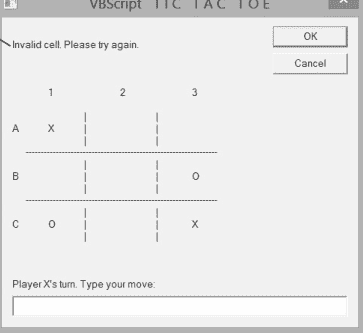 VBScript TIC TAC TOE
Invalid cell. Please try again.
OK
Cancel
1 2 3
A X
B O
C O X
Player X's turn. Type your move: